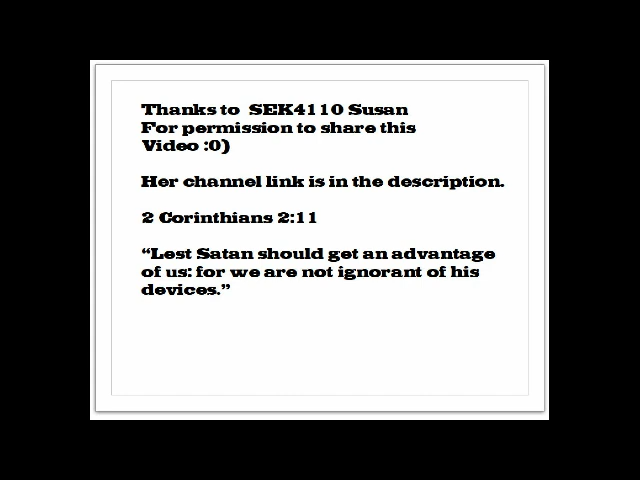 Thanks to  SEK4110 Susan
For permission to share this
Video :0)
Her channel link is in the description.
2 Corinthians 2:11
“Lest Satan should get an advantage
of us: for we are not ignorant of his
devices.”